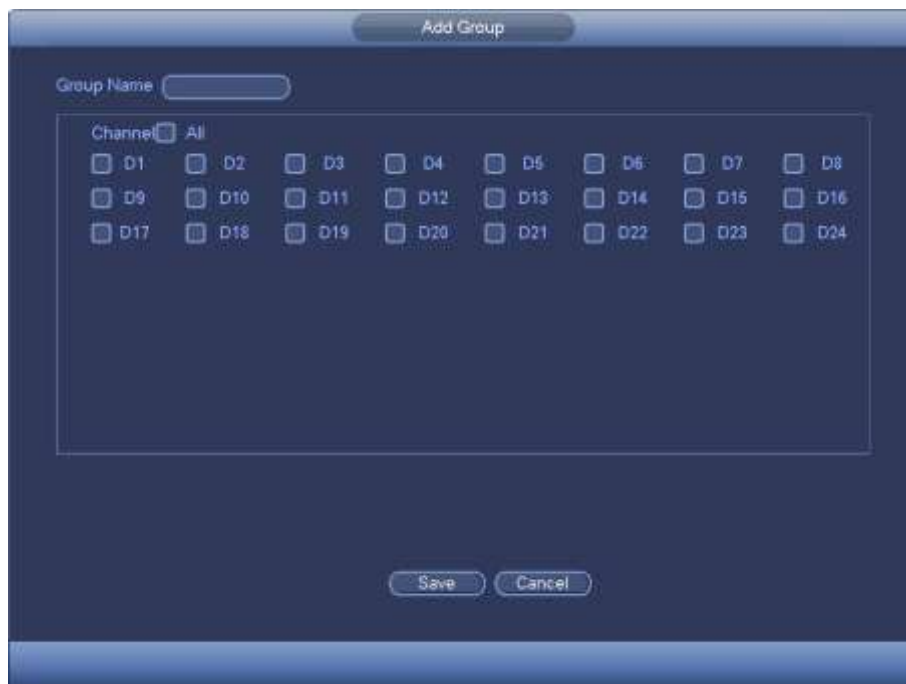 Add Group
Group Name
Channel All
D1 D2 D3 D4 D5 D6 D7 D8
D9 D10 D11 D12 D13 D14 D15 D16
D17 D18 D19 D20 D21 D22 D23 D24
Save Cancel